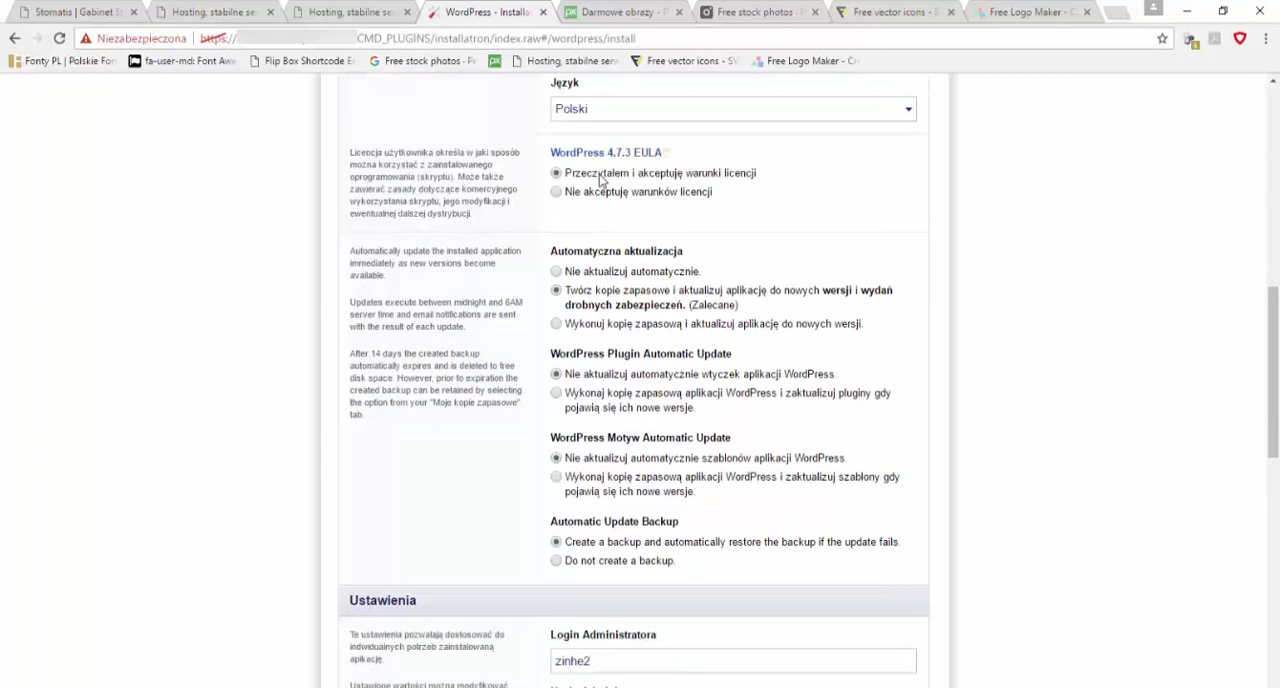 Stomatis | Gabinet St
Hosting, stabilne ser
Hosting, stabilne ser
WordPress - Installa
Darmowe obrazy - P
Free stock photos · P
Free vector icons - S
Free Logo Maker - C
Niezabezpieczona
https://
CMD_PLUGINS/installatron/index.raw#/wordpress/install
Fonty PL | Polskie Fon
fa-user-md: Font Awe
Flip Box Shortcode E
Free stock photos · Pe
Hosting, stabilne serw
Free vector icons - SV
Free Logo Maker - Cr
Język
Polski
Licencja użytkownika określa w jaki sposób
można korzystać z zainstalowanego
oprogramowania (skryptu). Może także
zawierać zasady dotyczące komercyjnego
wykorzystania skryptu, jego modyfikacji i
ewentualnej dalszej dystrybucji.
WordPress 4.7.3 EULA
Przeczytałem i akceptuję warunki licencji
Nie akceptuję warunków licencji
Automatically update the installed application
immediately as new versions become
available.
Updates execute between midnight and 6AM
server time and email notifications are sent
with the result of each update.
After 14 days the created backup
automatically expires and is deleted to free
disk space. However, prior to expiration the
created backup can be retained by selecting
the option from your "Moje kopie zapasowe"
tab.
Automatyczna aktualizacja
Nie aktualizuj automatycznie.
Twórz kopie zapasowe i aktualizuj aplikację do nowych wersji i wydań
drobnych zabezpieczeń. (Zalecane)
Wykonuj kopię zapasową i aktualizuj aplikację do nowych wersji.
WordPress Plugin Automatic Update
Nie aktualizuj automatycznie wtyczek aplikacji WordPress.
Wykonaj kopię zapasową aplikacji WordPress i zaktualizuj pluginy gdy
pojawią się ich nowe wersje.
WordPress Motyw Automatic Update
Nie aktualizuj automatycznie szablonów aplikacji WordPress.
Wykonaj kopię zapasową aplikacji WordPress i zaktualizuj szablony gdy
pojawią się ich nowe wersje.
Automatic Update Backup
Create a backup and automatically restore the backup if the update fails.
Do not create a backup.
Ustawienia
Te ustawienia pozwalają dostosować do
indwidualnych potrzeb zainstalowaną
aplikację.
Ustawione wartości można modyfikować
Login Administratora
zinhe2